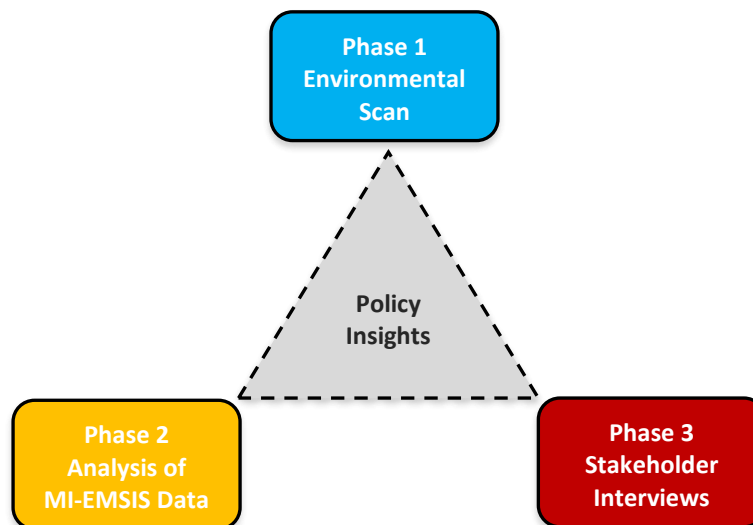 Phase 1
Environmental
Scan
Policy
Insights
Phase 2
Analysis of
MI-EMSIS Data
Phase 3
Stakeholder
Interviews